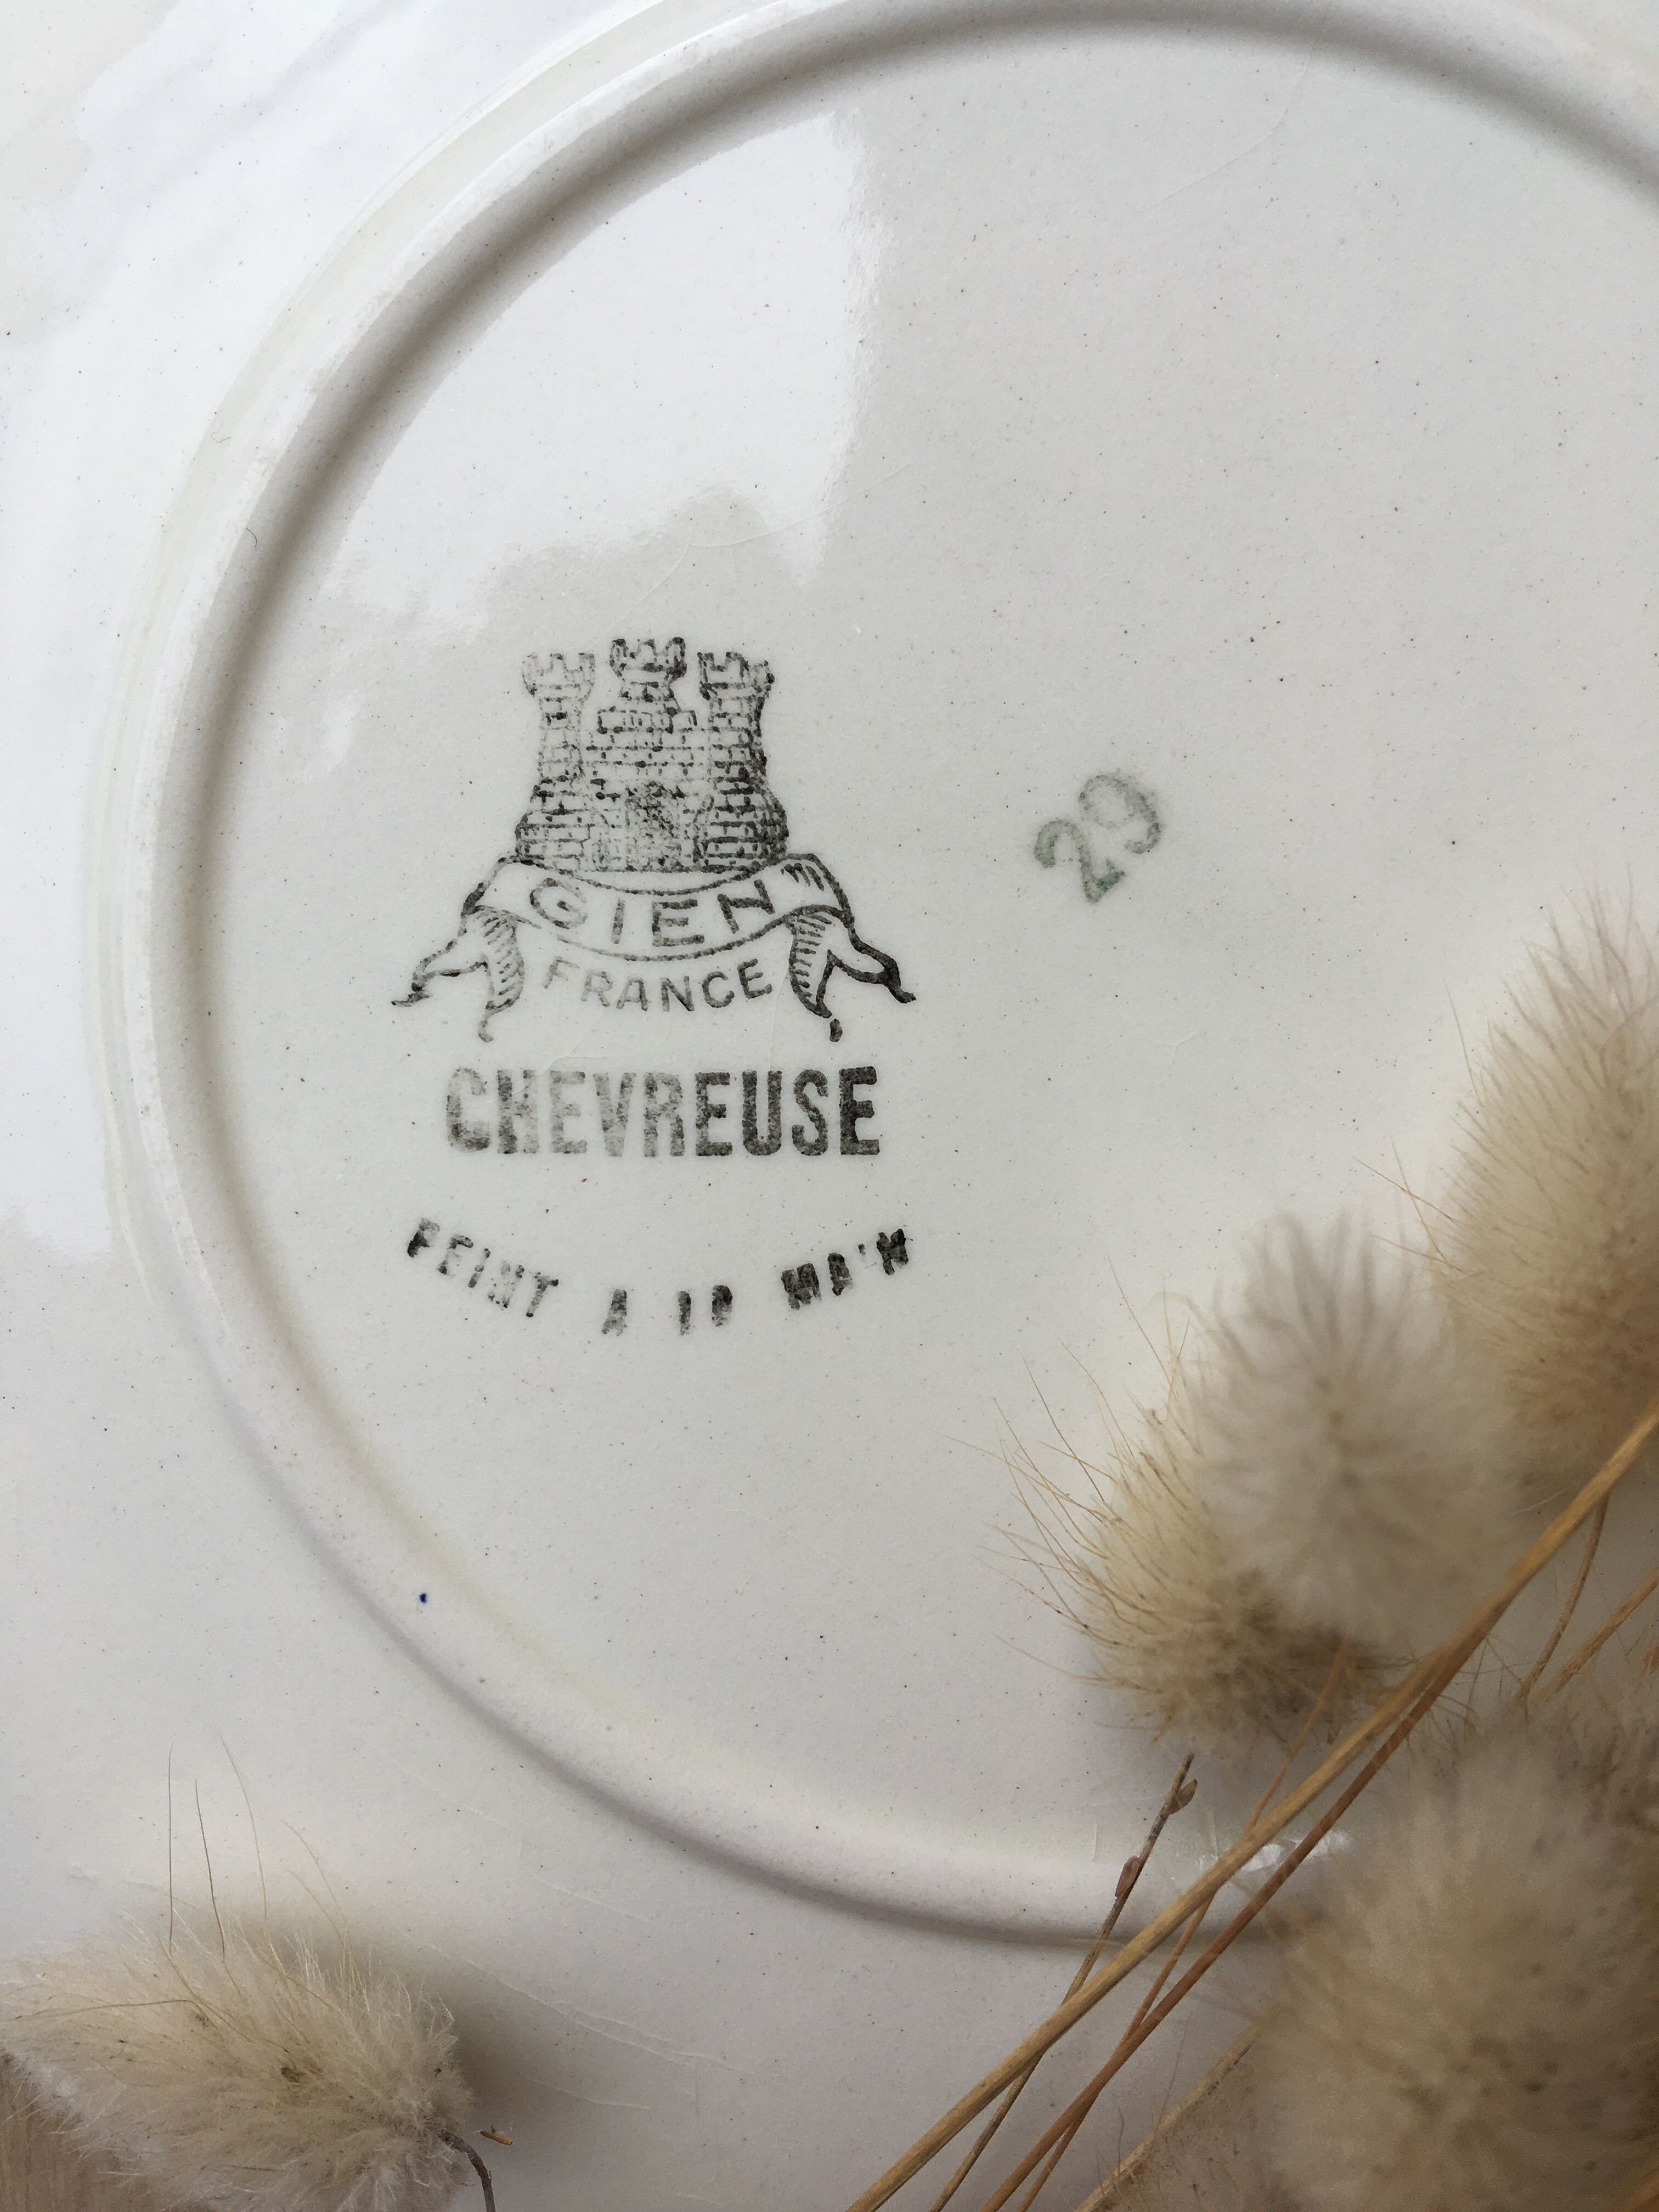 GIEN
FRANCE
CHEVREUSE
PEINT A LA MAIN
29